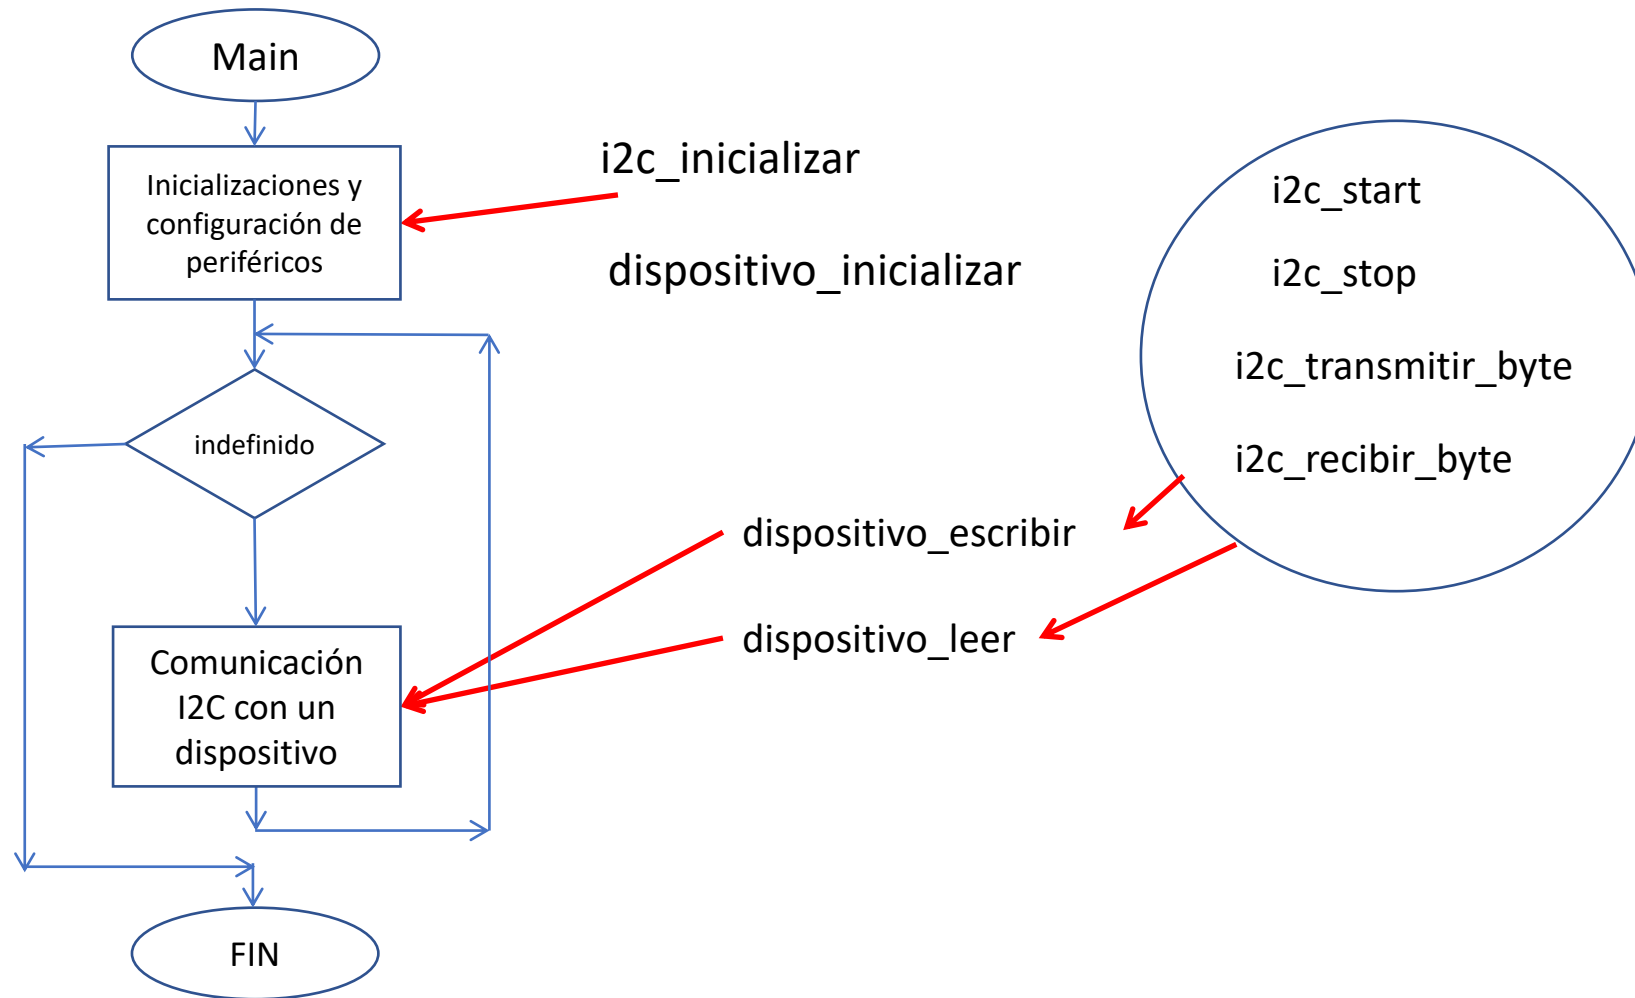 Main
Inicializaciones y
configuración de
periféricos
i2c_inicializar
dispositivo_inicializar
i2c_start
i2c_stop
i2c_transmitir_byte
i2c_recibir_byte
indefinido
dispositivo_escribir
dispositivo_leer
Comunicación
I2C con un
dispositivo
FIN